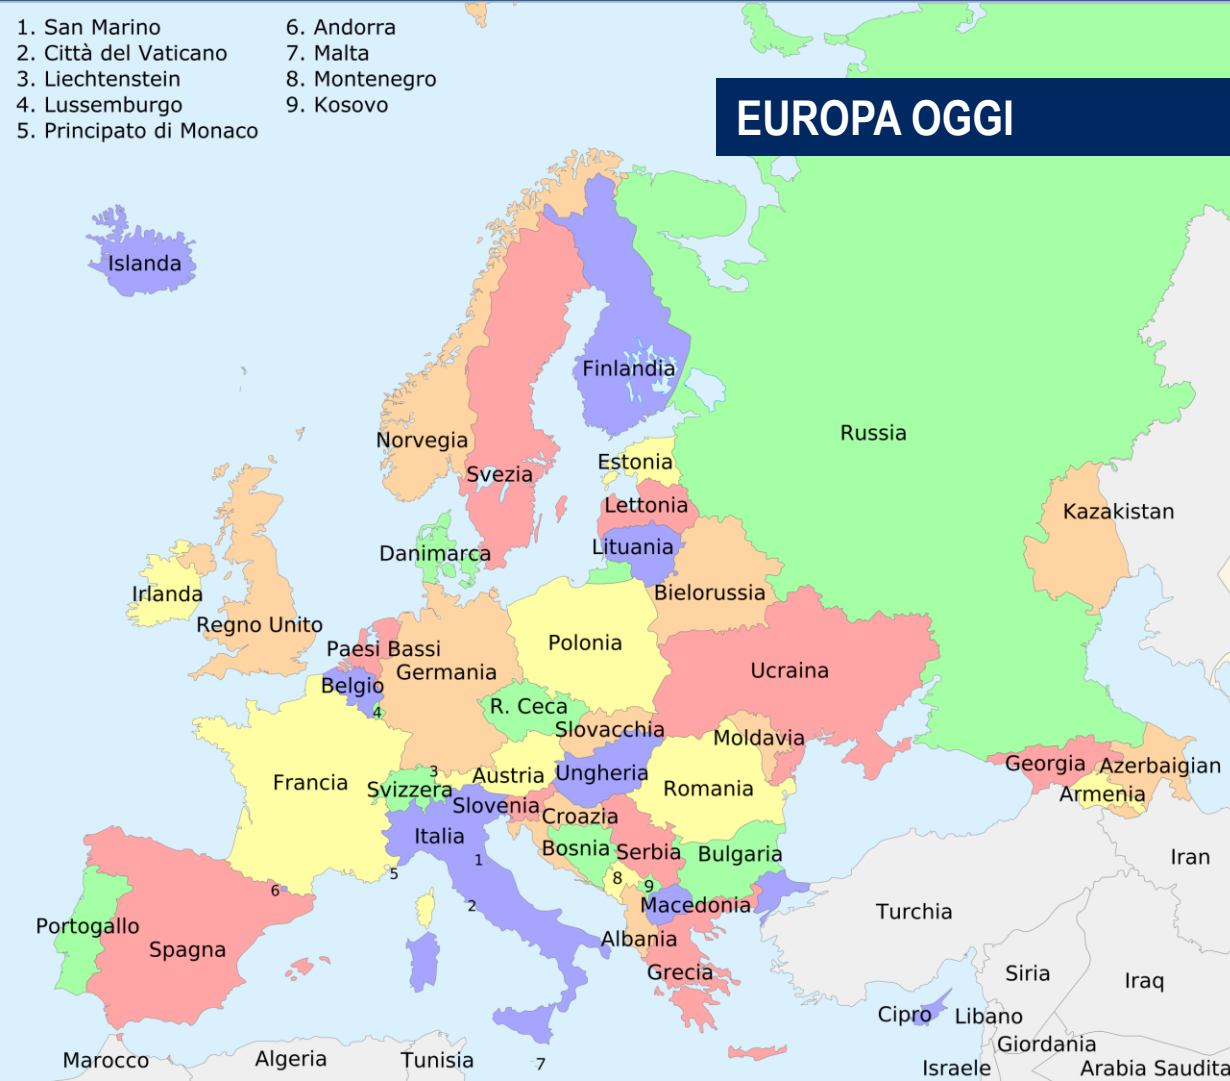 1. San Marino
2. Città del Vaticano
3. Liechtenstein
4. Lussemburgo
5. Principato di Monaco
6. Andorra
7. Malta
8. Montenegro
9. Kosovo
EUROPA OGGI
Islanda
Finlandia
Russia
Norvegia
Svezia
Estonia
Lettonia
Kazakistan
Danimarca
Lituania
Irlanda
Bielorussia
Regno Unito
Paesi Bassi
Polonia
Germania
Ucraina
Belgio
4
R. Ceca
Slovacchia
Moldavia
Francia
3
Svizzera
Austria
Ungheria
Romania
Georgia
Azerbaigian
Armenia
Slovenia
Croazia
Italia
Bosnia
Serbia
Bulgaria
Iran
1
5
6
8
9
2
Macedonia
Turchia
Portogallo
Spagna
Albania
Grecia
Siria
Iraq
Cipro
Libano
Giordania
Marocco
Algeria
Tunisia
7
Israele
Arabia Saudita